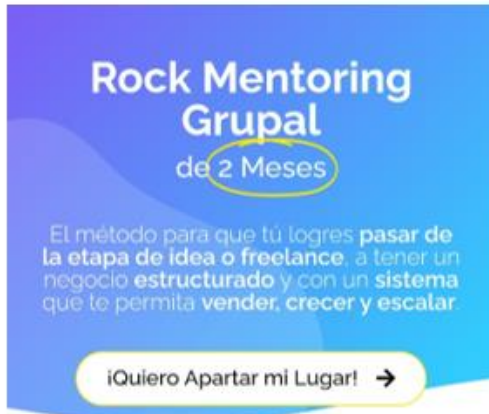 Rock Mentoring
Grupal
de 2 Meses
El método para que tú logres pasar de
la etapa de idea o freelance, a tener un
negocio estructurado y con un sistema
que te permita vender, crecer y escalar.
¡Quiero Apartar mi Lugar! →